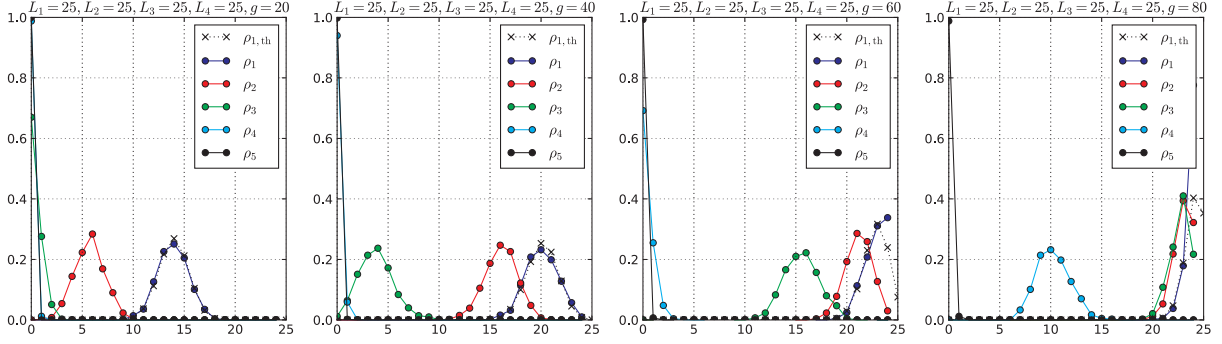 L₁ = 25, L₂ = 25, L₃ = 25, L₄ = 25, g = 20
1.0
0.8
0.6
0.4
0.2
0.0
0 5 10 15 20 25
ρ₁,th
ρ₁
ρ₂
ρ₃
ρ₄
ρ₅
L₁ = 25, L₂ = 25, L₃ = 25, L₄ = 25, g = 40
1.0
0.8
0.6
0.4
0.2
0.0
0 5 10 15 20 25
ρ₁,th
ρ₁
ρ₂
ρ₃
ρ₄
ρ₅
L₁ = 25, L₂ = 25, L₃ = 25, L₄ = 25, g = 60
1.0
0.8
0.6
0.4
0.2
0.0
0 5 10 15 20 25
ρ₁,th
ρ₁
ρ₂
ρ₃
ρ₄
ρ₅
L₁ = 25, L₂ = 25, L₃ = 25, L₄ = 25, g = 80
1.0
0.8
0.6
0.4
0.2
0.0
0 5 10 15 20 25
ρ₁,th
ρ₁
ρ₂
ρ₃
ρ₄
ρ₅